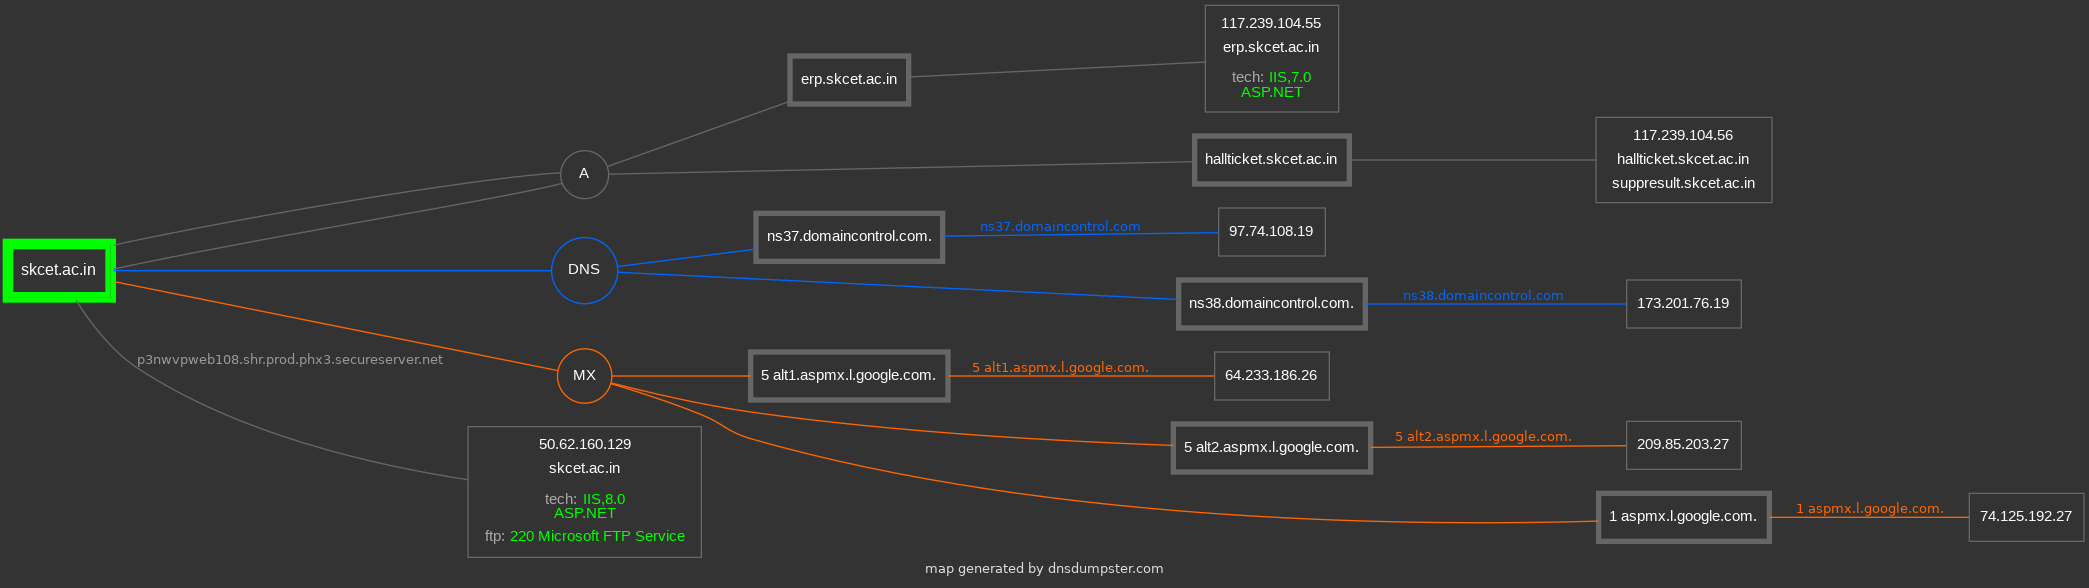 117.239.104.55
erp.skcet.ac.in
tech: IIS,7.0
ASP.NET
erp.skcet.ac.in
117.239.104.56
hallticket.skcet.ac.in
suppresult.skcet.ac.in
hallticket.skcet.ac.in
A
ns37.domaincontrol.com.
ns37.domaincontrol.com
97.74.108.19
skcet.ac.in
DNS
ns38.domaincontrol.com.
ns38.domaincontrol.com
173.201.76.19
p3nwvpweb108.shr.prod.phx3.secureserver.net
MX
5 alt1.aspmx.l.google.com.
5 alt1.aspmx.l.google.com.
64.233.186.26
5 alt2.aspmx.l.google.com.
5 alt2.aspmx.l.google.com.
209.85.203.27
50.62.160.129
skcet.ac.in
tech: IIS,8.0
ASP.NET
ftp: 220 Microsoft FTP Service
1 aspmx.l.google.com.
1 aspmx.l.google.com.
74.125.192.27
map generated by dnsdumpster.com